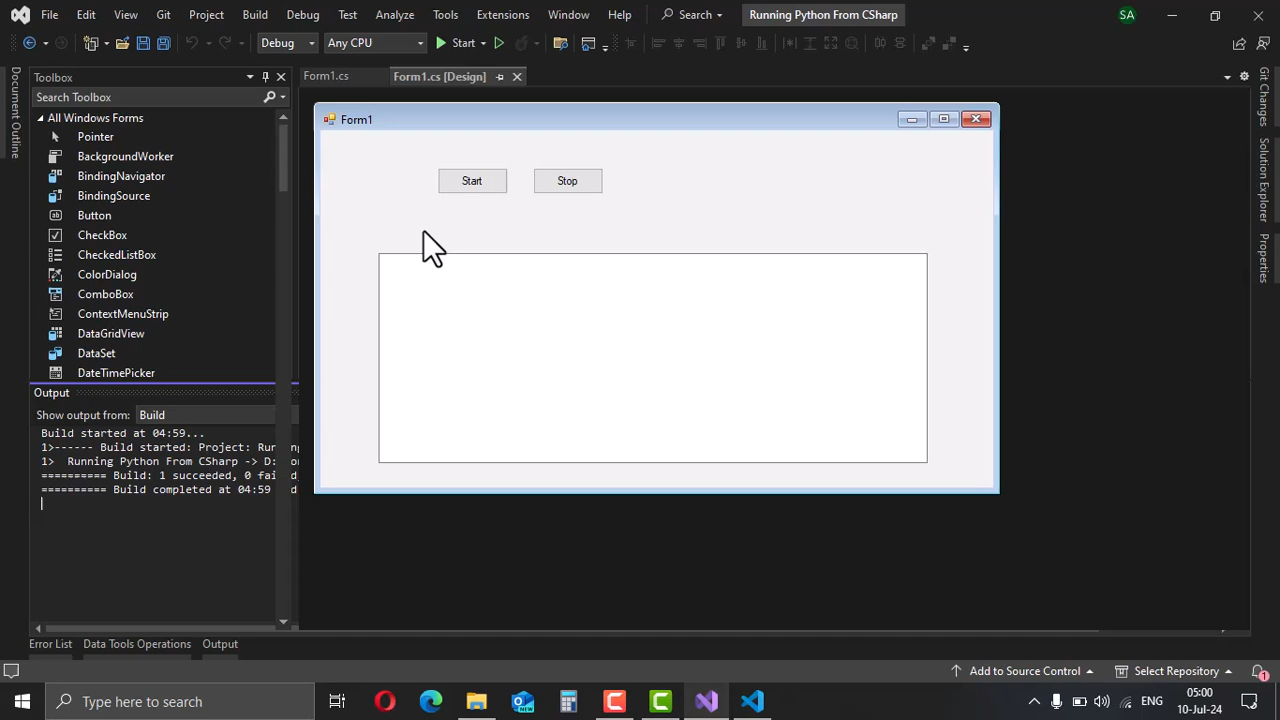 File Edit View Git Project Build Debug Test Analyze Tools Extensions Window Help Search Running Python From CSharp SA
Debug Any CPU Start
Document Outline
Toolbox
Form1.cs Form1.cs [Design]
Search Toolbox
All Windows Forms
Pointer
BackgroundWorker
BindingNavigator
BindingSource
Button
CheckBox
CheckedListBox
ColorDialog
ComboBox
ContextMenuStrip
DataGridView
DataSet
DateTimePicker
Form1
Start Stop
Git Changes
Solution Explorer
Properties
Output
Show output from: Build
Build started at 04:59...
1>------ Build started: Project: Runn
1> Running Python From CSharp -> D:
========== Build: 1 succeeded, 0 fai
========== Build completed at 04:59
Error List Data Tools Operations Output
Add to Source Control Select Repository 1
Type here to search
NEW
ENG
05:00
10-Jul-24